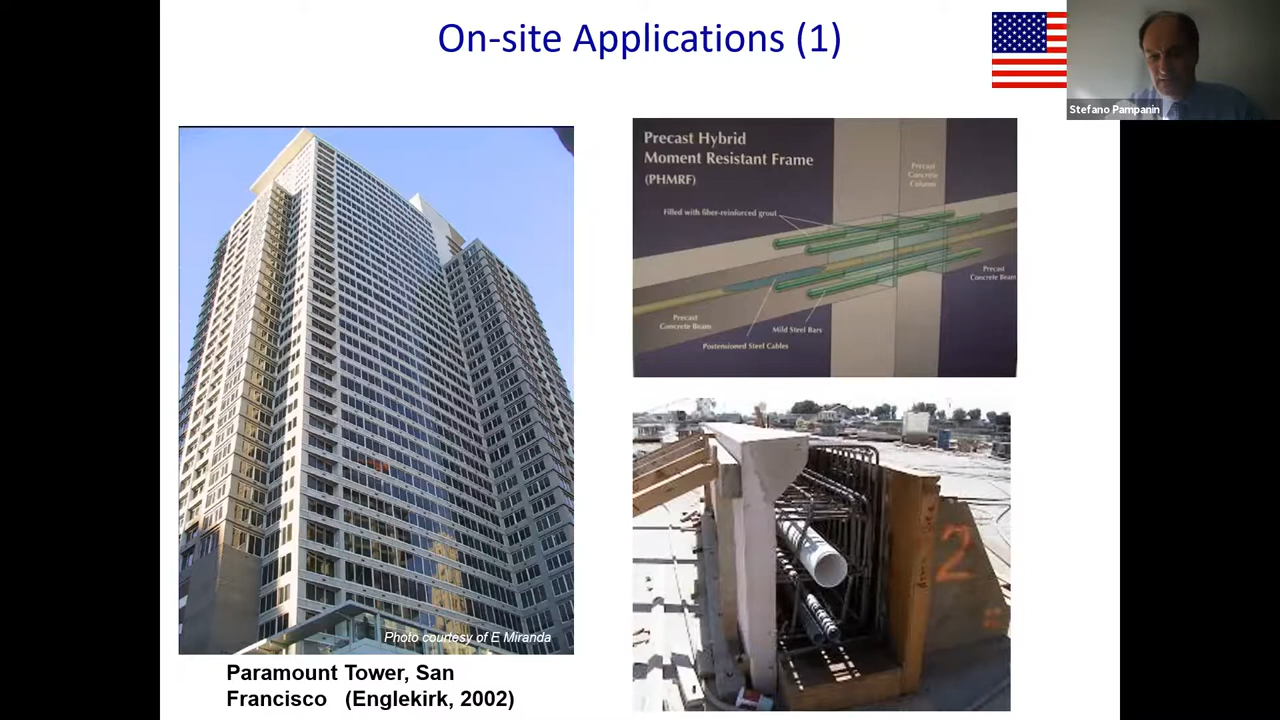 On-site Applications (1)
Stefano Pampanin
Precast Hybrid
Moment Resistant Frame
(PHMRF)
Precast
Concrete
Column
Filled with fiber-reinforced grout
Precast
Concrete Beam
Precast
Concrete Beam
Mild Steel Bars
Postensioned Steel Cables
2
Photo courtesy of E Miranda
Paramount Tower, San
Francisco (Englekirk, 2002)